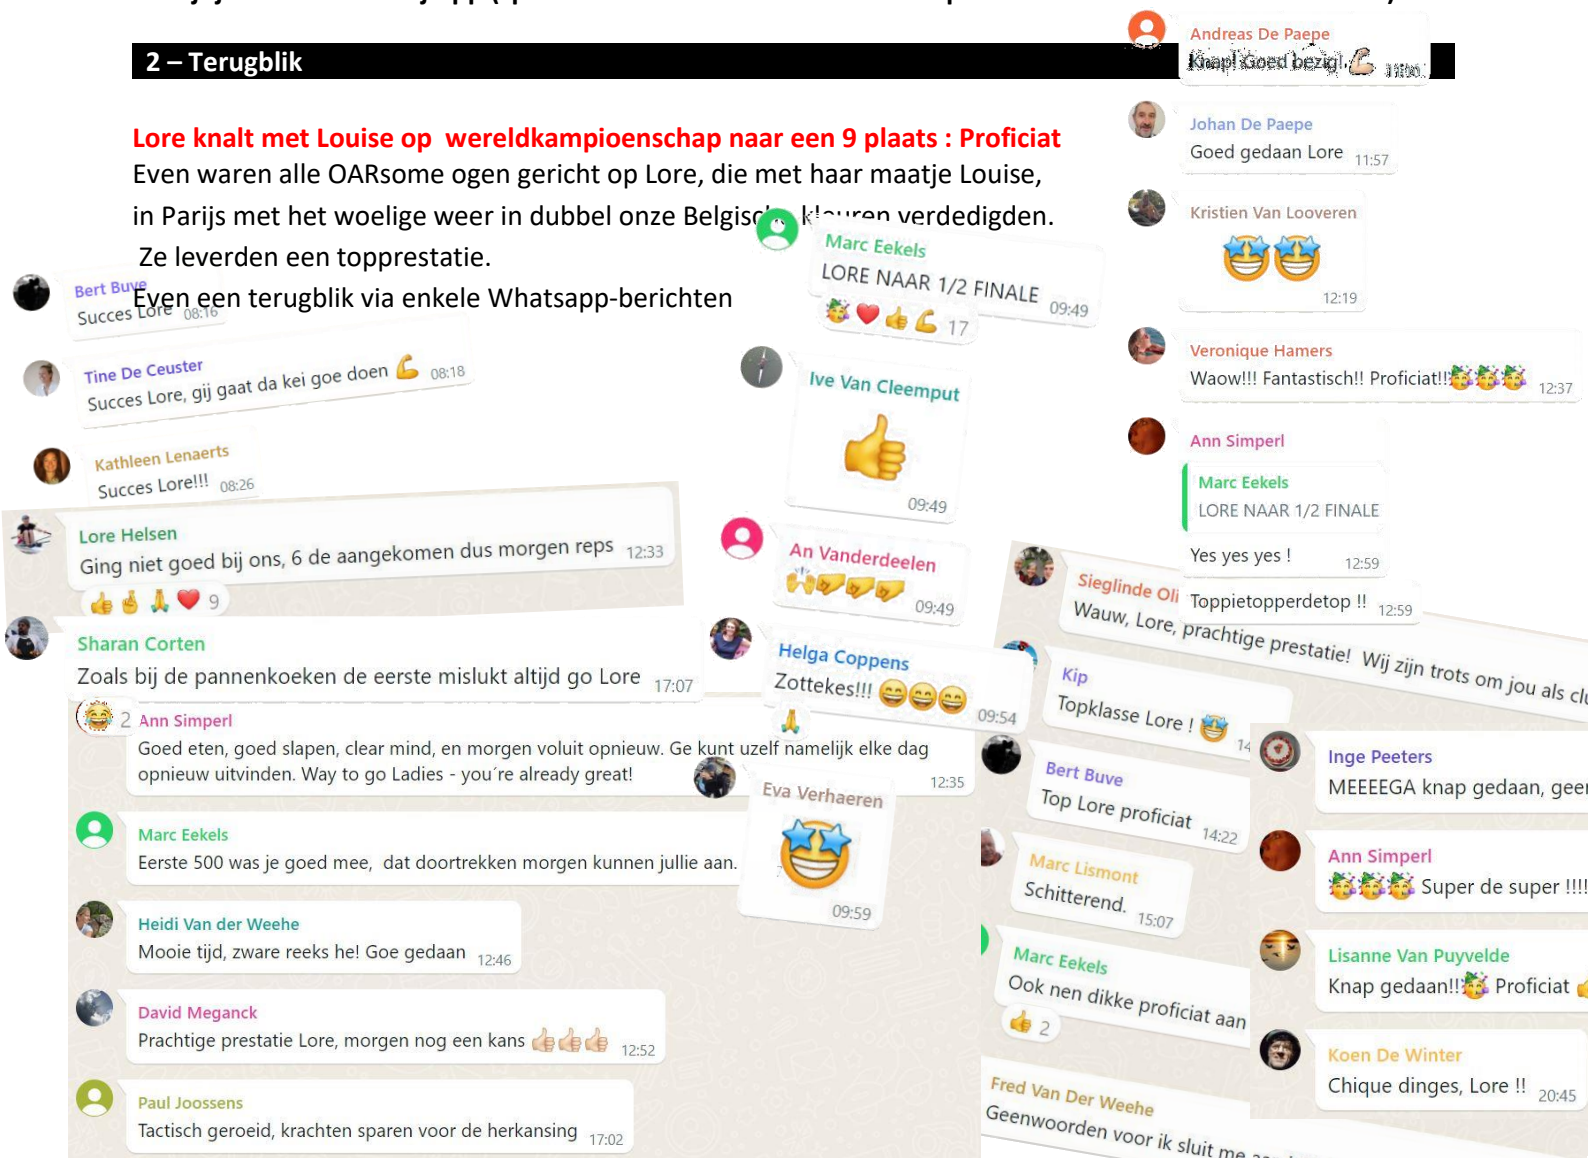 2 – Terugblik
Lore knalt met Louise op wereldkampioenschap naar een 9 plaats : Proficiat
Even waren alle OARsome ogen gericht op Lore, die met haar maatje Louise,
in Parijs met het woelige weer in dubbel onze Belgische kleuren verdedigden.
Ze leverden een topprestatie.
Even een terugblik via enkele Whatsapp-berichten
Bert Buve
Succes Lore 08:16
Tine De Ceuster
Succes Lore, gij gaat da kei goe doen 💪 08:18
Kathleen Lenaerts
Succes Lore!!! 08:26
Lore Helsen
Ging niet goed bij ons, 6 de aangekomen dus morgen reps 12:33
👍🤞🙏❤️ 9
Sharan Corten
Zoals bij de pannenkoeken de eerste mislukt altijd go Lore 17:07
😂 2
Ann Simperl
Goed eten, goed slapen, clear mind, en morgen voluit opnieuw. Ge kunt uzelf namelijk elke dag
opnieuw uitvinden. Way to go Ladies - you´re already great! 12:35
Marc Eekels
Eerste 500 was je goed mee, dat doortrekken morgen kunnen jullie aan.
Heidi Van der Weehe
Mooie tijd, zware reeks he! Goe gedaan 12:46
David Meganck
Prachtige prestatie Lore, morgen nog een kans 👍🏻👍🏻👍🏻 12:52
Paul Joossens
Tactisch geroeid, krachten sparen voor de herkansing 17:02
Marc Eekels
LORE NAAR 1/2 FINALE 09:49
🥳❤️👍💪 17
Ive Van Cleemput
👍
09:49
An Vanderdeelen
🙌🤛🤛🤛 09:49
Helga Coppens
Zottekes!!! 😄😄😄 09:54
🙏
Eva Verhaeren
🤩
09:59
Andreas De Paepe
Knap! Goed bezig! 💪🏻
Johan De Paepe
Goed gedaan Lore 11:57
Kristien Van Looveren
🤩🤩
12:19
Veronique Hamers
Waow!!! Fantastisch!! Proficiat!!🥳🥳🥳 12:37
Ann Simperl
Marc Eekels
LORE NAAR 1/2 FINALE
Yes yes yes ! 12:59
Toppietopperdetop !! 12:59
Sieglinde
Wauw, Lore, prachtige prestatie! Wij zijn trots om jou als
Kip
Topklasse Lore ! 🤩
Bert Buve
Top Lore proficiat 14:22
Marc Lismont
Schitterend. 15:07
Marc Eekels
Ook nen dikke proficiat aan
👍 2
Fred Van Der Weehe
Geenwoorden voor ik sluit me
Inge Peeters
MEEEEGA knap gedaan,
Ann Simperl
🥳🥳🥳 Super de super !!!!
Lisanne Van Puyvelde
Knap gedaan!!🥳 Proficiat
Koen De Winter
Chique dinges, Lore !! 20:45